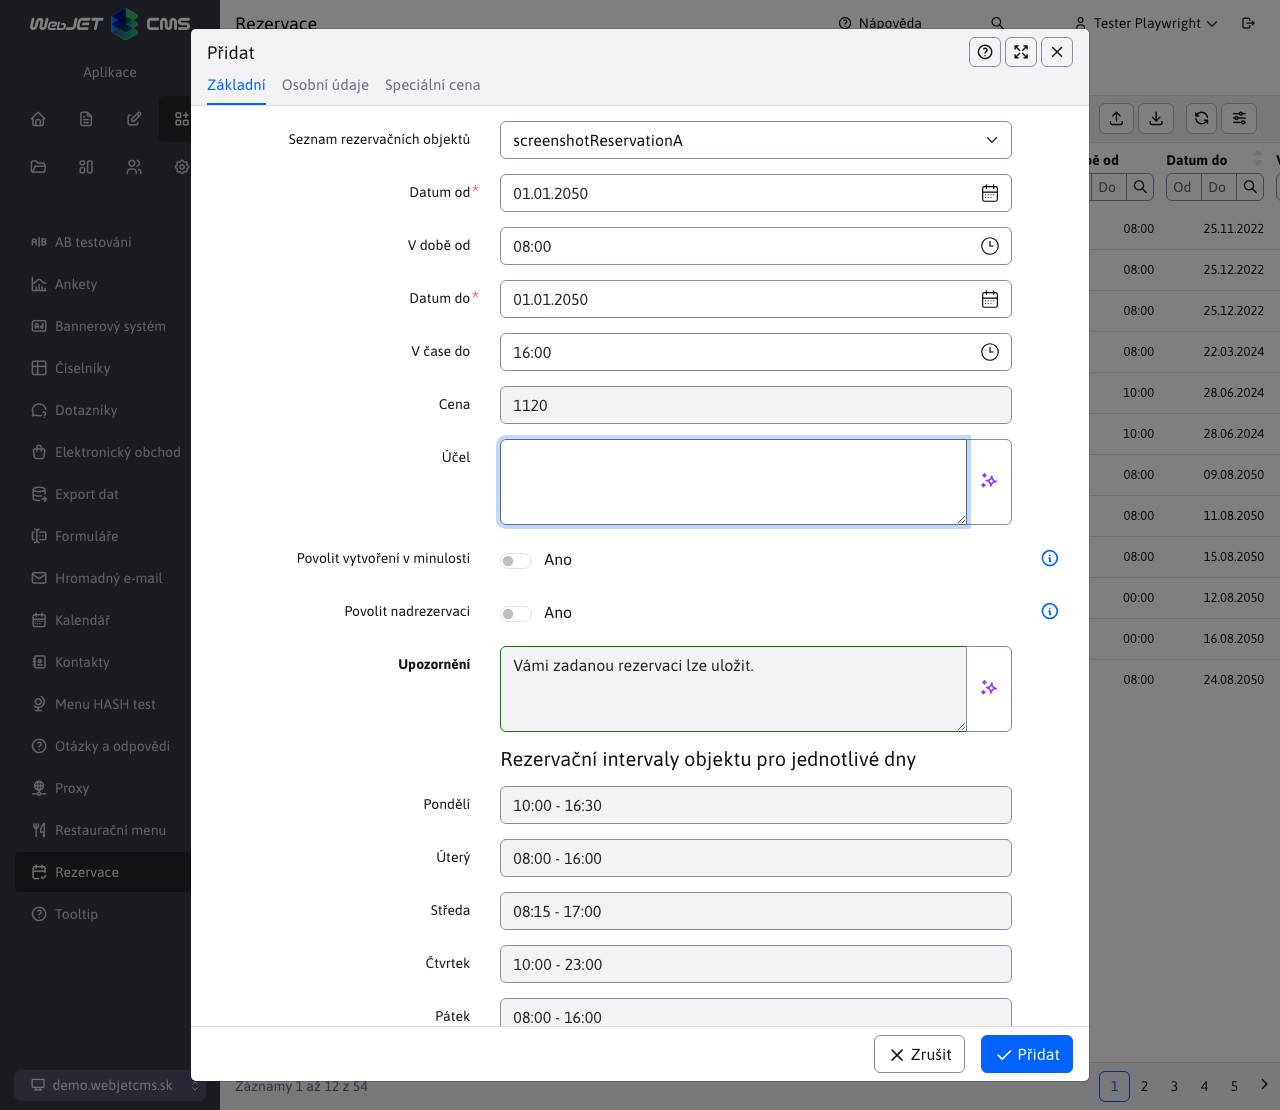 WebJET CMS
Rezervace
Nápověda
Tester Playwright
Aplikace
AB testování
Ankety
Bannerový systém
Číselníky
Dotazníky
Elektronický obchod
Export dat
Formuláře
Hromadný e-mail
Kalendář
Kontakty
Menu HASH test
Otázky a odpovědi
Proxy
Restaurační menu
Rezervace
Tooltip
demo.webjetcms.sk
Přidat
Základní Osobní údaje Speciální cena
Seznam rezervačních objektů screenshotReservationA
Datum od* 01.01.2050
V době od 08:00
Datum do* 01.01.2050
V čase do 16:00
Cena 1120
Účel
Povolit vytvoření v minulosti Ano
Povolit nadrezervaci Ano
Upozornění Vámi zadanou rezervaci lze uložit.
Rezervační intervaly objektu pro jednotlivé dny
Pondělí 10:00 - 16:30
Úterý 08:00 - 16:00
Středa 08:15 - 17:00
Čtvrtek 10:00 - 23:00
Pátek 08:00 - 16:00
Zrušit Přidat
od Datum do
Do Od Do
08:00 25.11.2022
08:00 25.12.2022
08:00 25.12.2022
08:00 22.03.2024
10:00 28.06.2024
10:00 28.06.2024
08:00 09.08.2050
08:00 11.08.2050
08:00 15.08.2050
00:00 12.08.2050
00:00 16.08.2050
08:00 24.08.2050
Záznamy 1 až 12 z 54
1 2 3 4 5